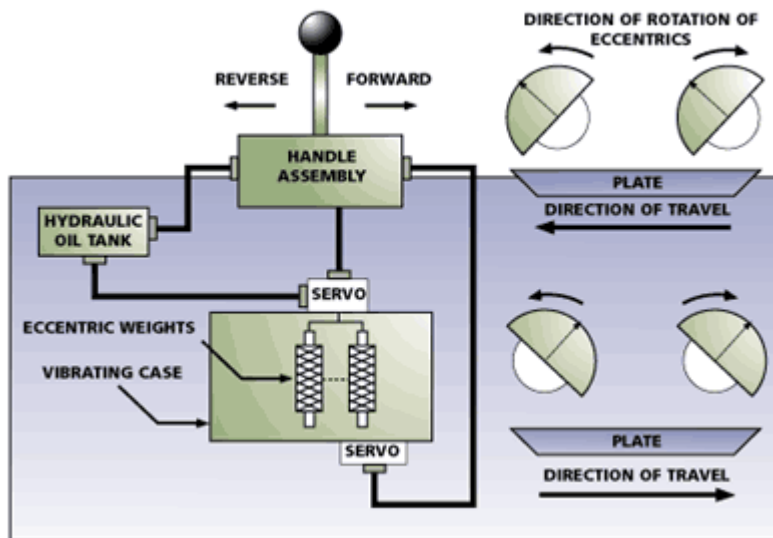 DIRECTION OF ROTATION OF
ECCENTRICS
REVERSE
FORWARD
HANDLE
ASSEMBLY
PLATE
DIRECTION OF TRAVEL
HYDRAULIC
OIL TANK
SERVO
ECCENTRIC WEIGHTS
VIBRATING CASE
SERVO
PLATE
DIRECTION OF TRAVEL